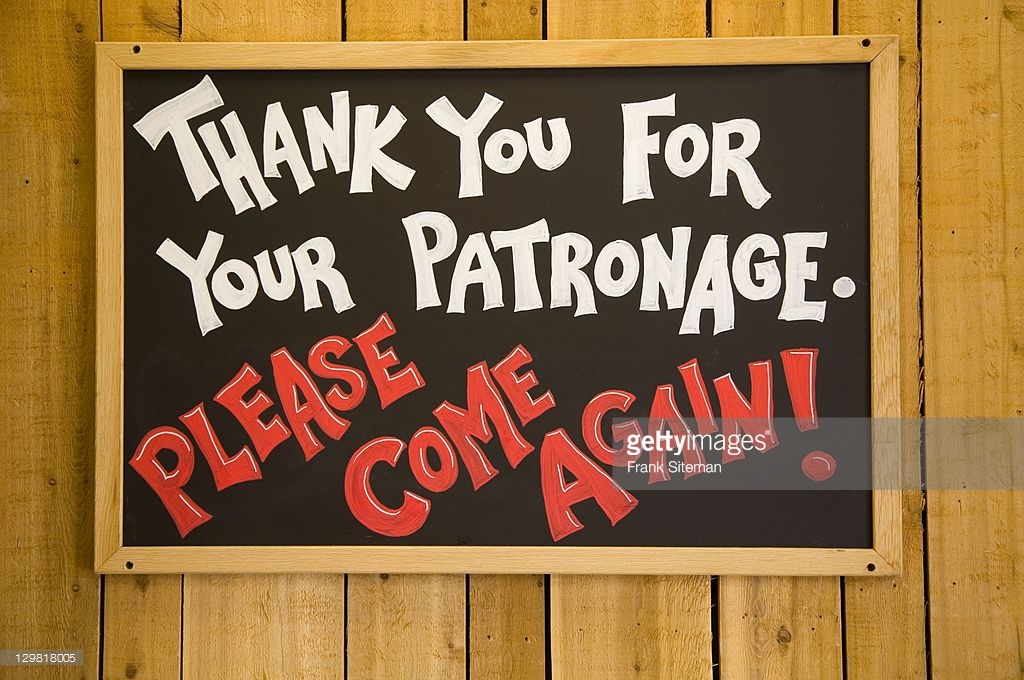 THANK YOU FOR
YOUR PATRONAGE.
PLEASE
COME
AGAIN!
gettyimages
Frank Siteman
129818005